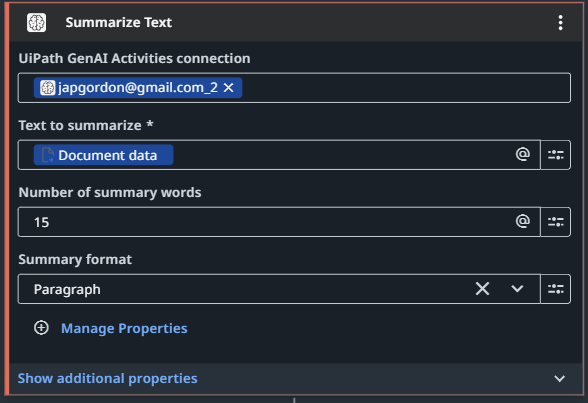 Summarize Text
UiPath GenAI Activities connection
japgordon@gmail.com_2
Text to summarize *
Document data
Number of summary words
15
Summary format
Paragraph
Manage Properties
Show additional properties